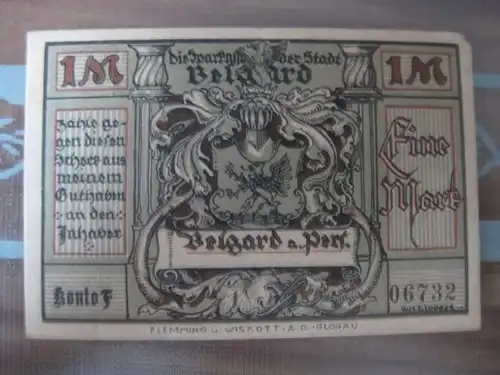 1M
die Sparkasse der Stadt
1M
Belgard
Zahle ge-
gen diesen
Scheck aus
meinem
Guthaben
an den
Inhaber
Eine
Mark
Belgard a. Pers.
Konto F
06732
FLEMMING u WISKOTT - A. G. - GLOGAU